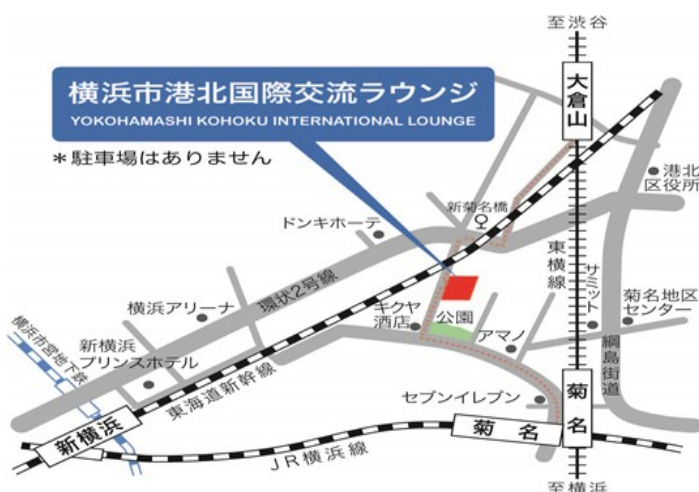 至渋谷
大倉山
横浜市港北国際交流ラウンジ
YOKOHAMASHI KOHOKU INTERNATIONAL LOUNGE
*駐車場はありません
港北
区役所
新菊名橋
ドンキホーテ
東横線
サミット
環状2号線
横浜アリーナ
キクヤ
酒店
公園
アマノ
菊名地区
センター
綱島街道
横浜市営地下鉄
新横浜
プリンスホテル
東海道新幹線
セブンイレブン
菊名
新横浜
菊名
JR横浜線
至横浜